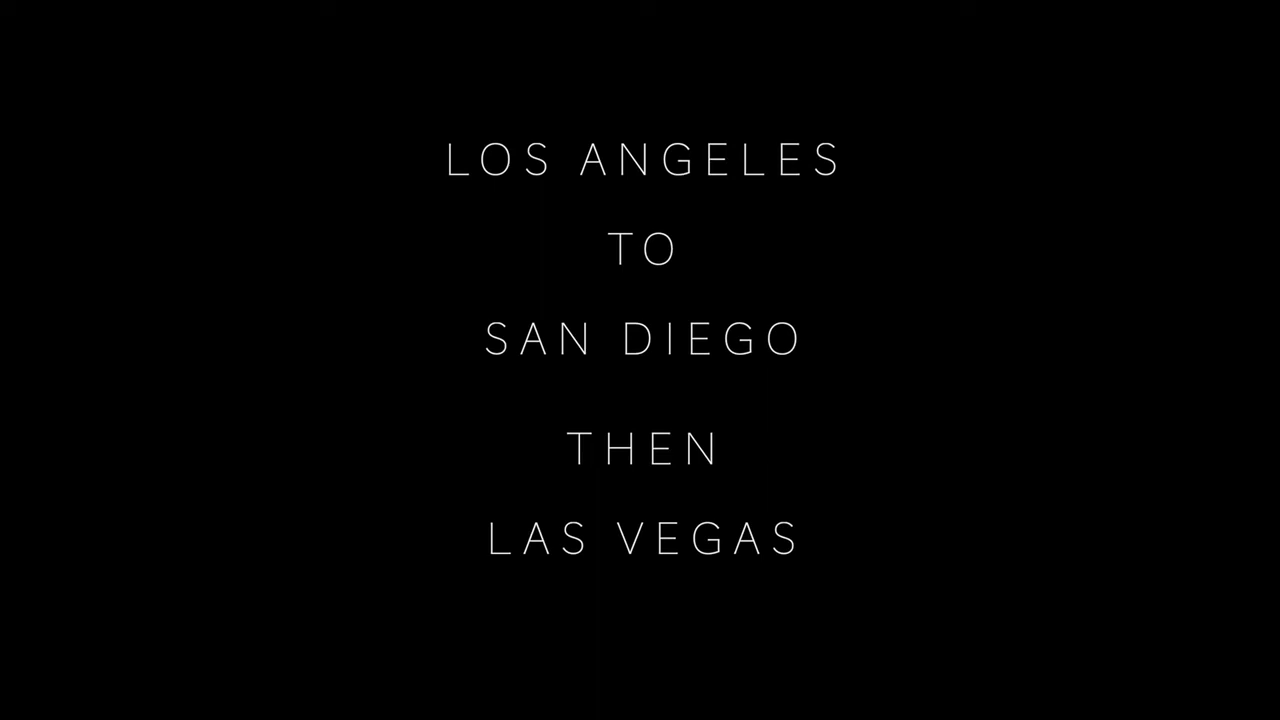 LOS ANGELES
TO
SAN DIEGO
THEN
LAS VEGAS